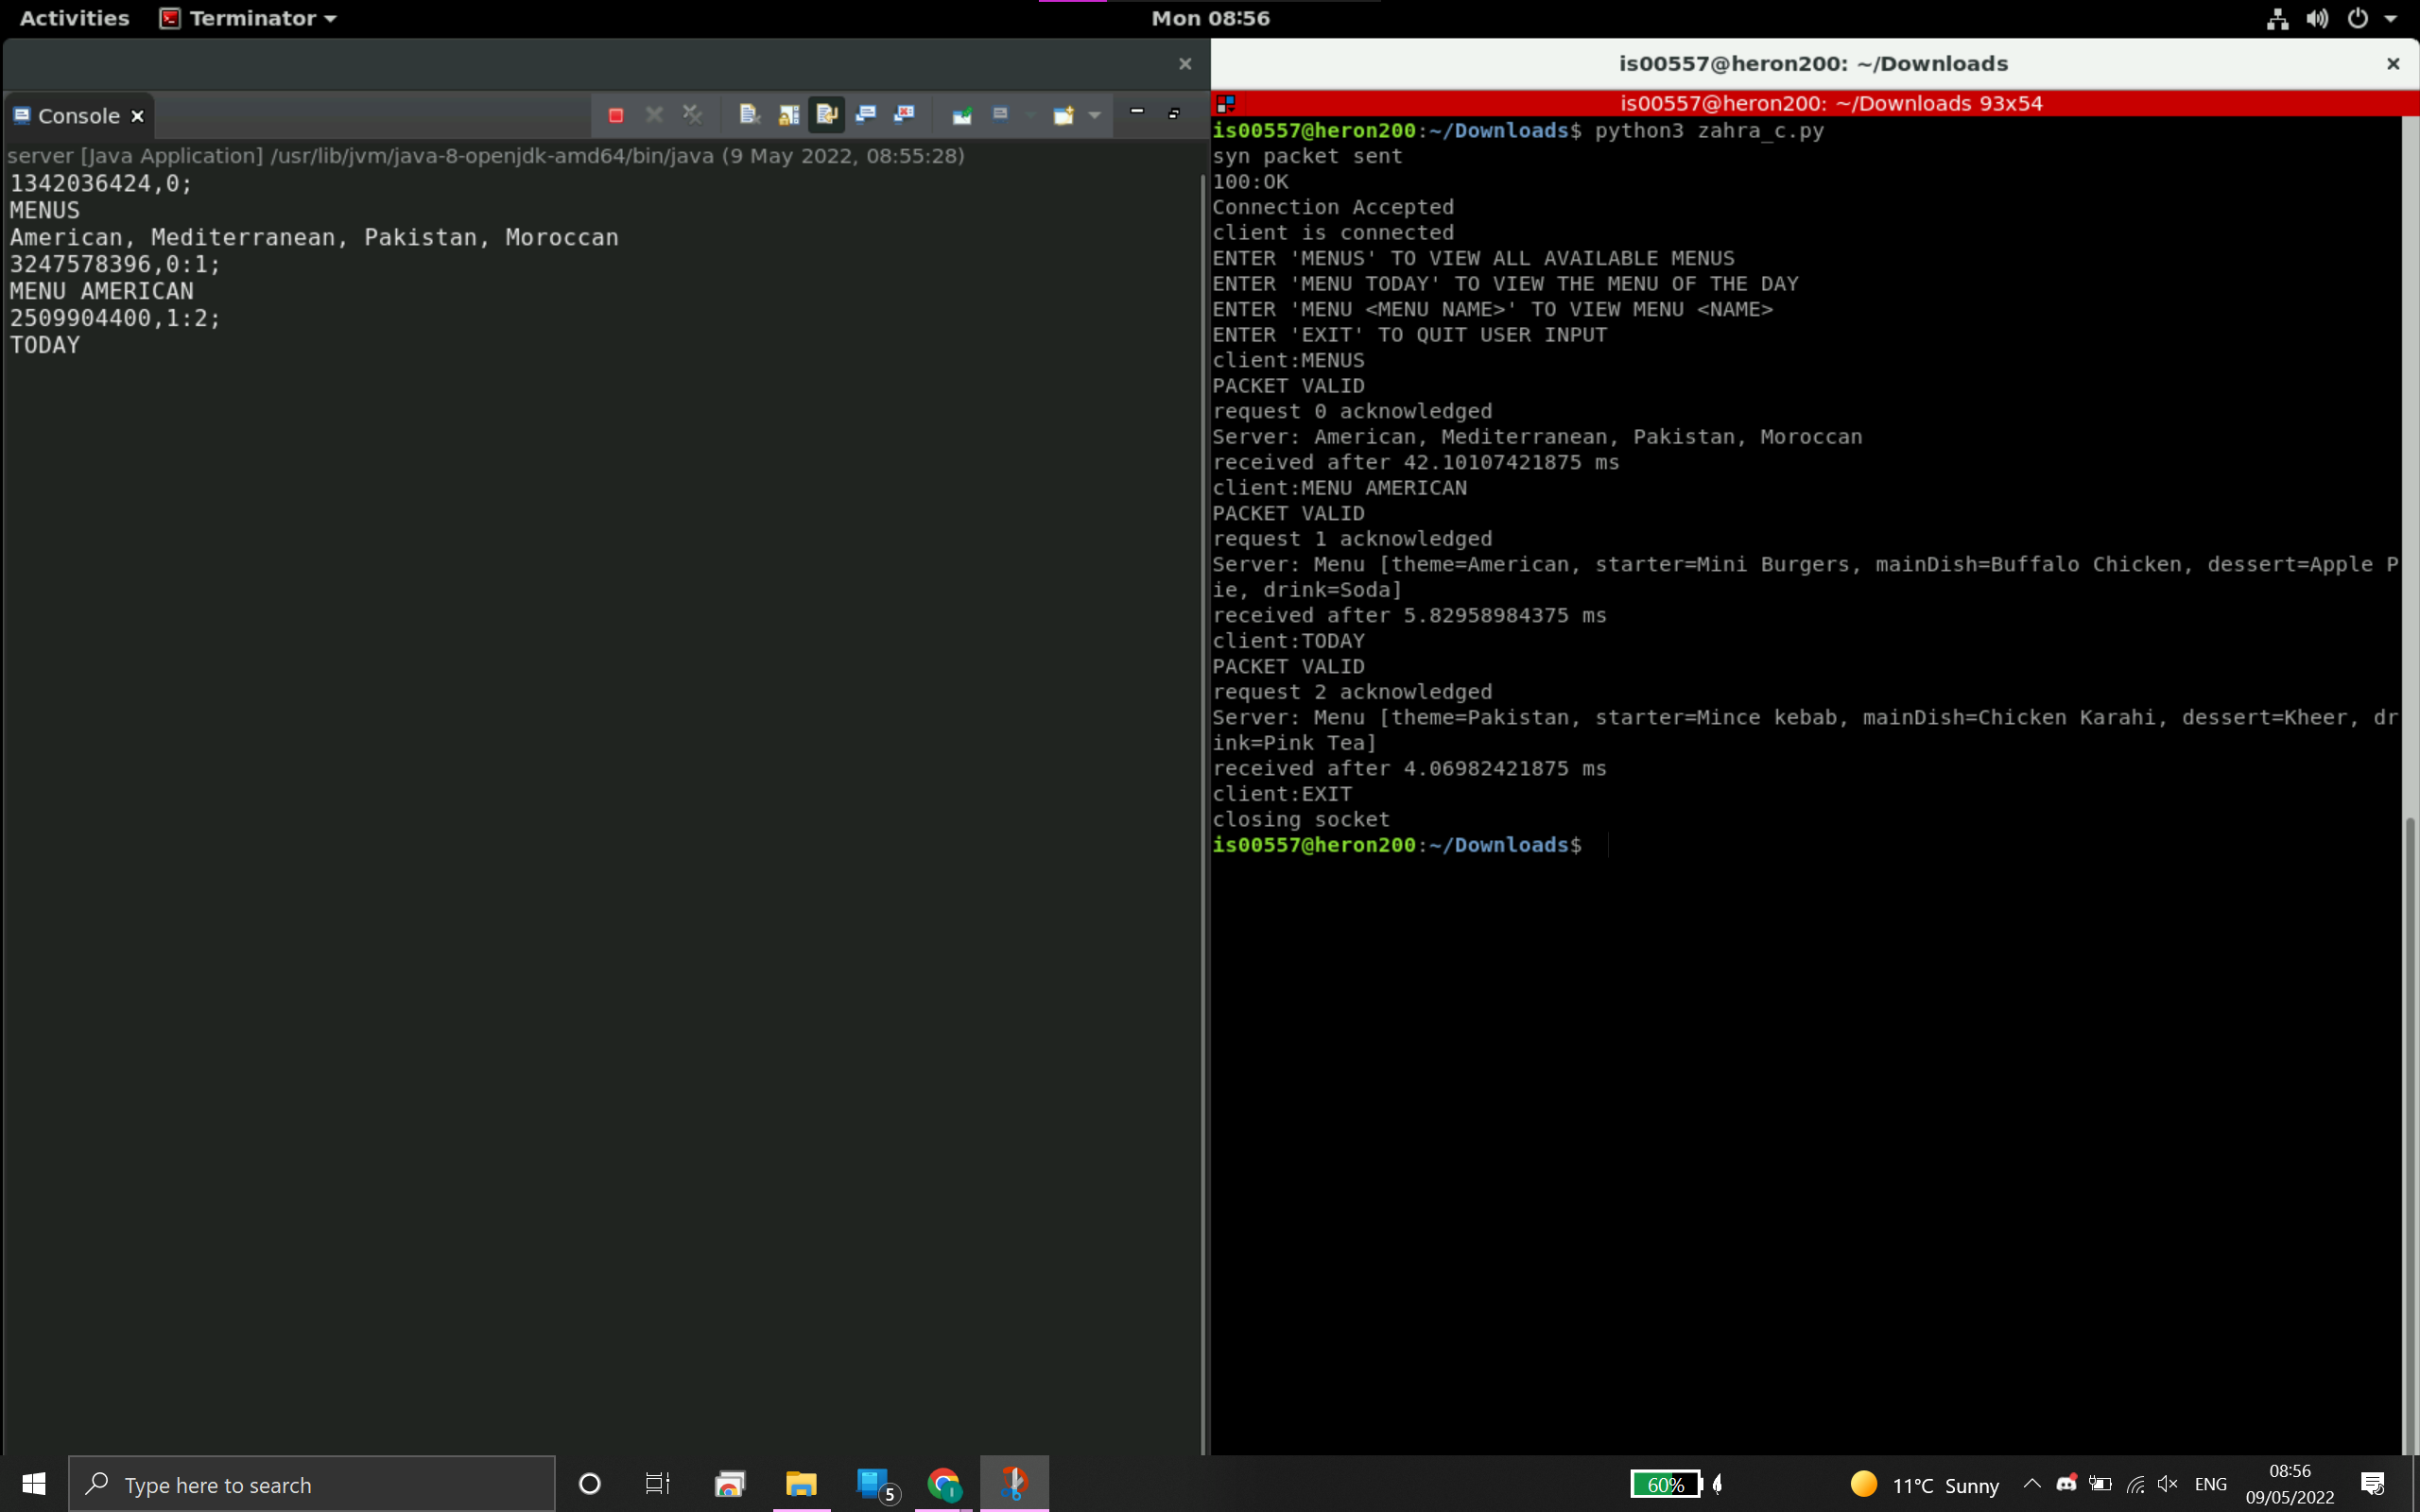 Activities Terminator Mon 08:56
is00557@heron200: ~/Downloads
Console
is00557@heron200: ~/Downloads 93x54
server [Java Application] /usr/lib/jvm/java-8-openjdk-amd64/bin/java (9 May 2022, 08:55:28)
1342036424,0;
MENUS
American, Mediterranean, Pakistan, Moroccan
3247578396,0:1;
MENU AMERICAN
2509904400,1:2;
TODAY
is00557@heron200:~/Downloads$ python3 zahra_c.py
syn packet sent
100:OK
Connection Accepted
client is connected
ENTER 'MENUS' TO VIEW ALL AVAILABLE MENUS
ENTER 'MENU TODAY' TO VIEW THE MENU OF THE DAY
ENTER 'MENU <MENU NAME>' TO VIEW MENU <NAME>
ENTER 'EXIT' TO QUIT USER INPUT
client:MENUS
PACKET VALID
request 0 acknowledged
Server: American, Mediterranean, Pakistan, Moroccan
received after 42.10107421875 ms
client:MENU AMERICAN
PACKET VALID
request 1 acknowledged
Server: Menu [theme=American, starter=Mini Burgers, mainDish=Buffalo Chicken, dessert=Apple P
ie, drink=Soda]
received after 5.82958984375 ms
client:TODAY
PACKET VALID
request 2 acknowledged
Server: Menu [theme=Pakistan, starter=Mince kebab, mainDish=Chicken Karahi, dessert=Kheer, dr
ink=Pink Tea]
received after 4.06982421875 ms
client:EXIT
closing socket
is00557@heron200:~/Downloads$
Type here to search
5
I
60%
11°C Sunny
ENG
08:56
09/05/2022